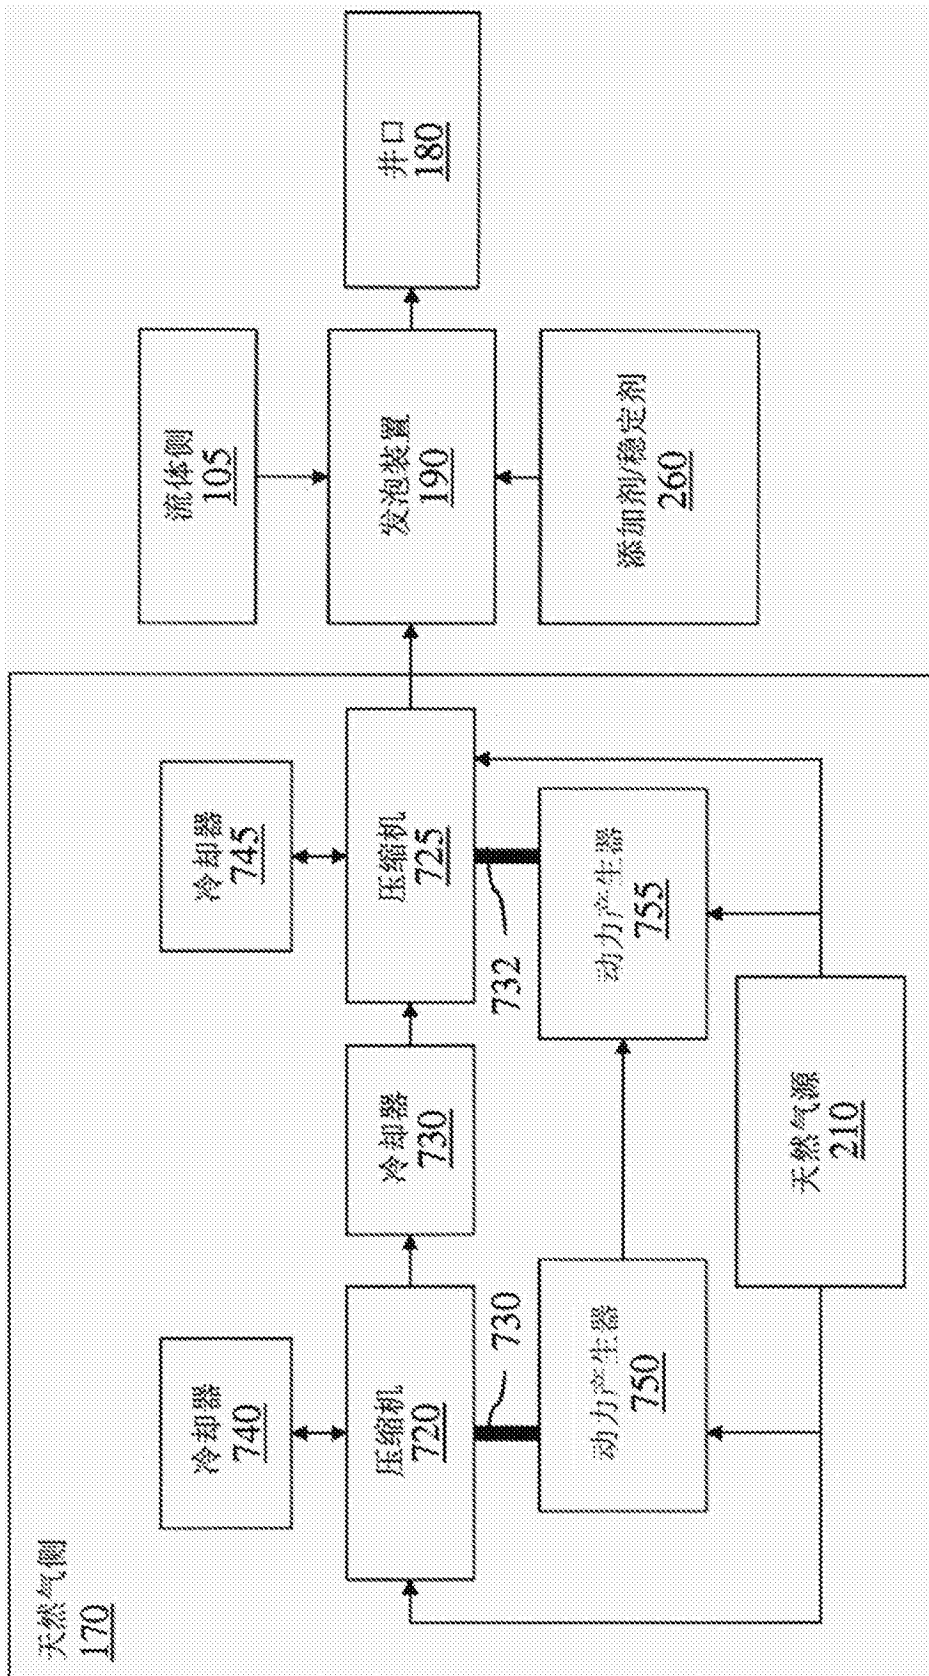 天然气侧
170
冷却器
740
冷却器
745
流体侧
105
压缩机
720
冷却器
730
压缩机
725
发泡装置
190
井口
180
730
732
动力产生器
750
动力产生器
755
添加剂/稳定剂
260
天然气源
210